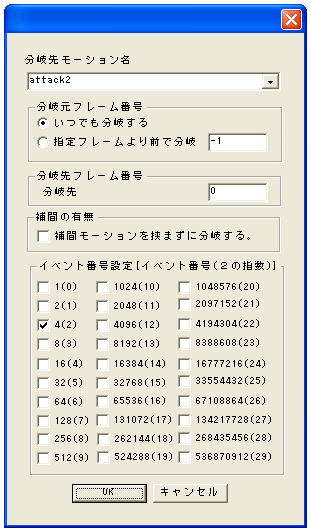 分岐先モーション名
attack2
分岐元フレーム番号
いつでも分岐する
指定フレームより前で分岐 -1
分岐先フレーム番号
分岐先 0
補間の有無
補間モーションを挟まずに分岐する。
イベント番号設定[イベント番号(２の指数)]
1(0) 1024(10) 1048576(20)
2(1) 2048(11) 2097152(21)
4(2) 4096(12) 4194304(22)
8(3) 8192(13) 8388608(23)
16(4) 16384(14) 16777216(24)
32(5) 32768(15) 33554432(25)
64(6) 65536(16) 67108864(26)
128(7) 131072(17) 134217728(27)
256(8) 262144(18) 268435456(28)
512(9) 524288(19) 536870912(29)
OK キャンセル